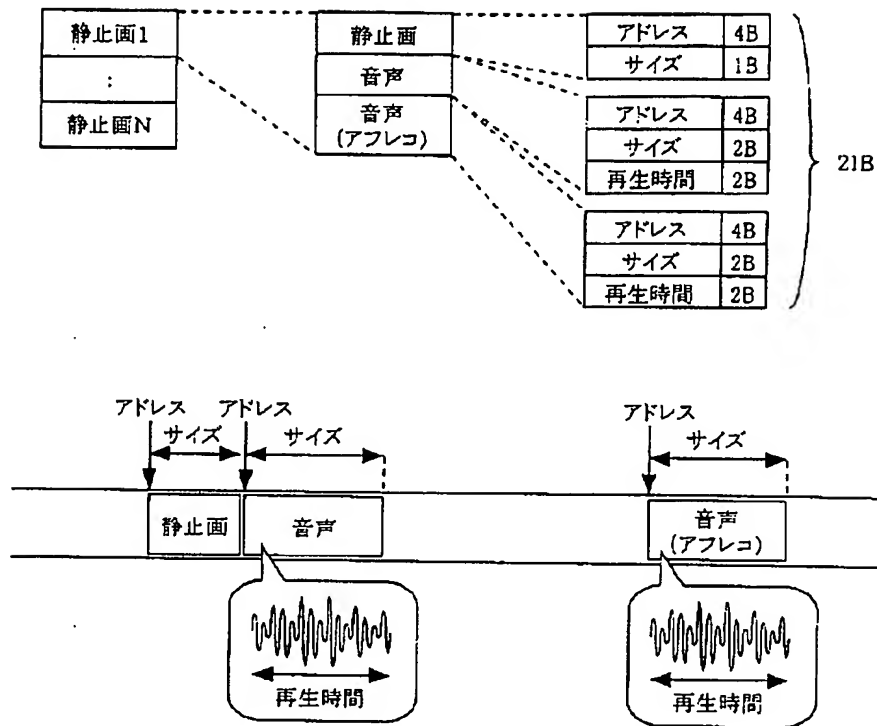 静止画1
:
静止画N
静止画
音声
音声
(アフレコ)
アドレス 4B
サイズ 1B
アドレス 4B
サイズ 2B
再生時間 2B
アドレス 4B
サイズ 2B
再生時間 2B
21B
アドレス アドレス
サイズ サイズ
アドレス
サイズ
静止画
音声
音声
(アフレコ)
再生時間
再生時間